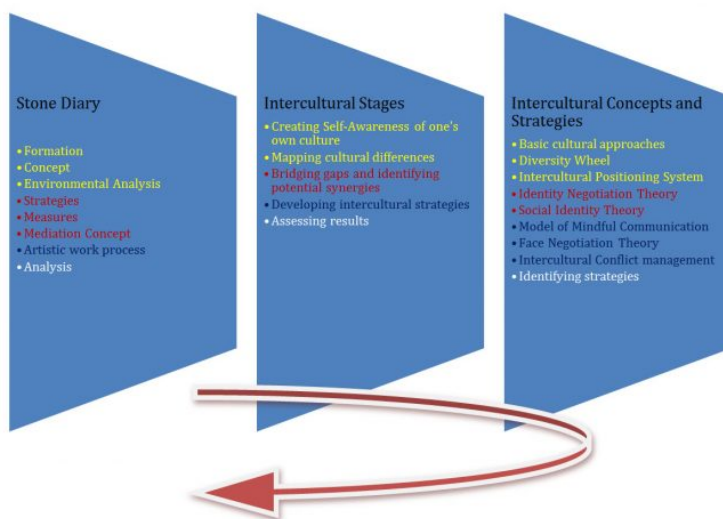 Stone Diary
• Formation
• Concept
• Environmental Analysis
• Strategies
• Measures
• Mediation Concept
• Artistic work process
• Analysis
Intercultural Stages
• Creating Self-Awareness of one's
own culture
• Mapping cultural differences
• Bridging gaps and identifying
potential synergies
• Developing intercultural strategies
• Assessing results
Intercultural Concepts and
Strategies
• Basic cultural approaches
• Diversity Wheel
• Intercultural Positioning System
• Identity Negotiation Theory
• Social Identity Theory
• Model of Mindful Communication
• Face Negotiation Theory
• Intercultural Conflict management
• Identifying strategies